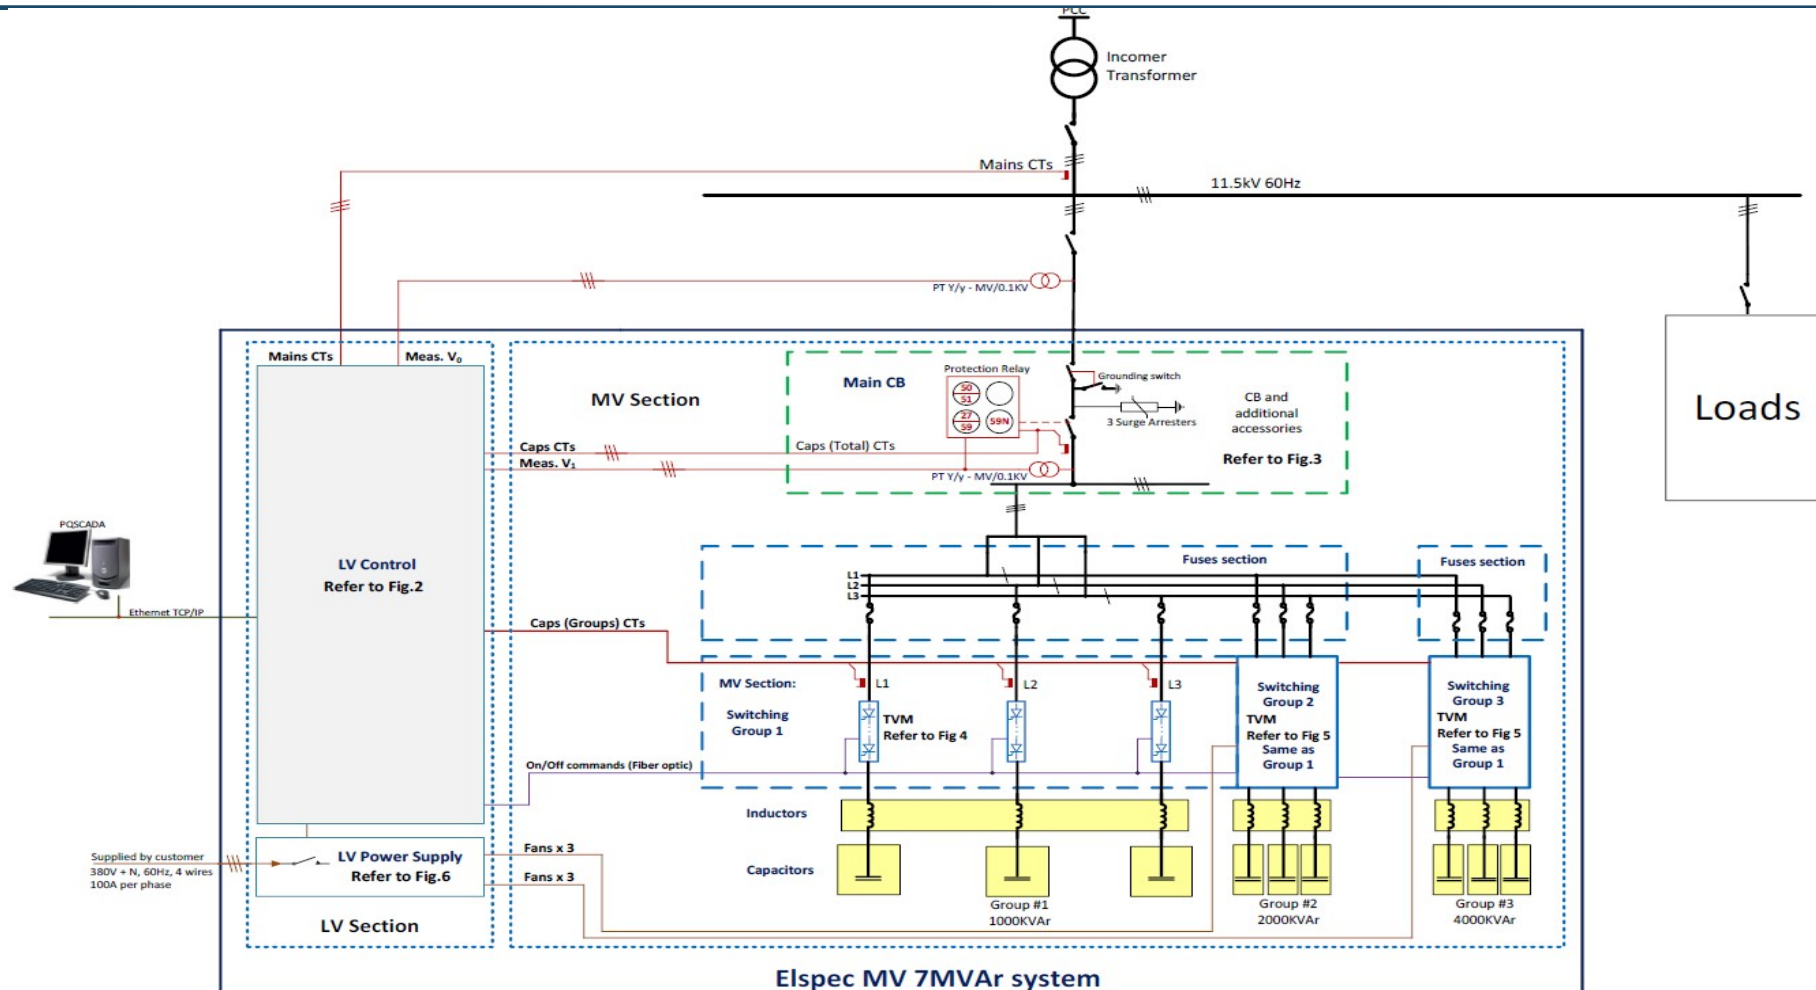 PCC
Incomer
Transformer
Mains CTs
11.5kV 60Hz
PT Y/y - MV/0.1KV
Mains CTs
Meas. V₀
Main CB
Protection Relay
50
51
27
59
59N
Grounding switch
3 Surge Arresters
CB and
additional
accessories
Refer to Fig.3
Loads
MV Section
Caps CTs
Caps (Total) CTs
Meas. V₁
PT Y/y - MV/0.1KV
PQSCADA
Ethernet TCP/IP
LV Control
Refer to Fig.2
Fuses section
Fuses section
L1
L2
L3
Caps (Groups) CTs
MV Section:
Switching
Group 1
L1
L2
L3
TVM
Refer to Fig 4
Switching
Group 2
TVM
Refer to Fig 5
Same as
Group 1
Switching
Group 3
TVM
Refer to Fig 5
Same as
Group 1
On/Off commands (Fiber optic)
Inductors
Capacitors
Supplied by customer
380V + N, 60Hz, 4 wires
100A per phase
LV Power Supply
Refer to Fig.6
Fans x 3
Fans x 3
Group #1
1000KVAr
Group #2
2000KVAr
Group #3
4000KVAr
LV Section
Elspec MV 7MVAr system